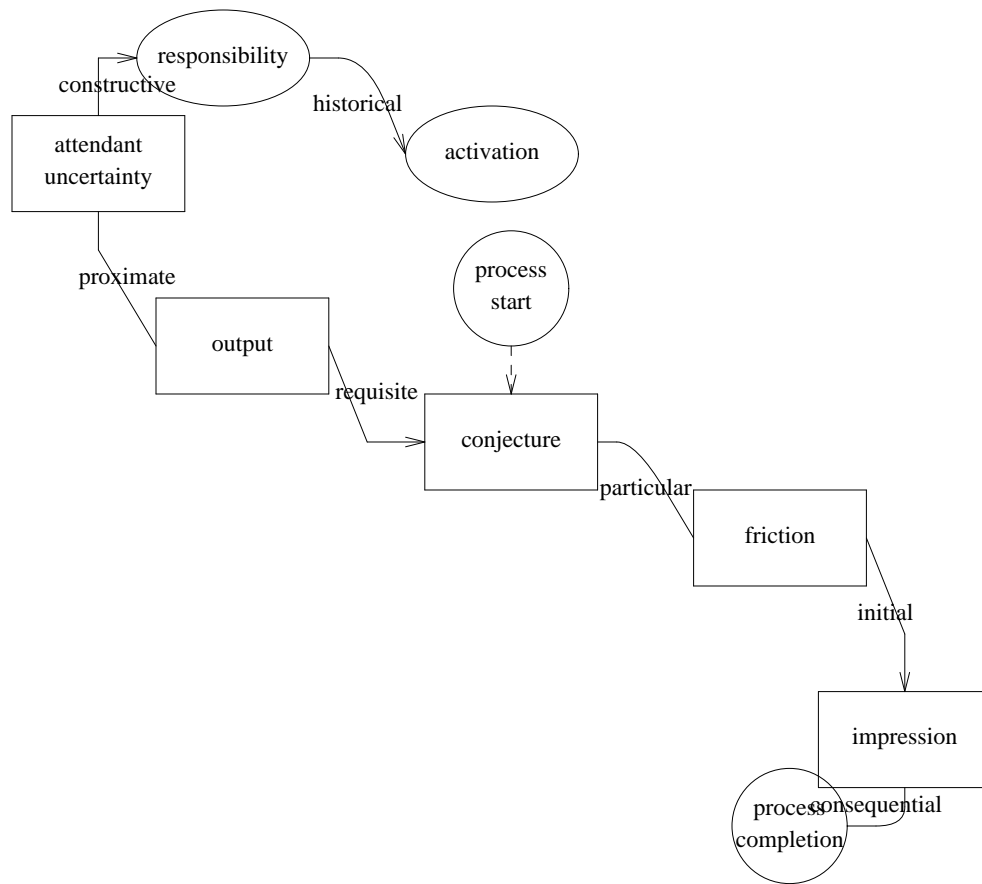 responsibility
constructive
historical
attendant
uncertainty
activation
proximate
process
start
output
requisite
conjecture
particular
friction
initial
impression
consequential
process
completion